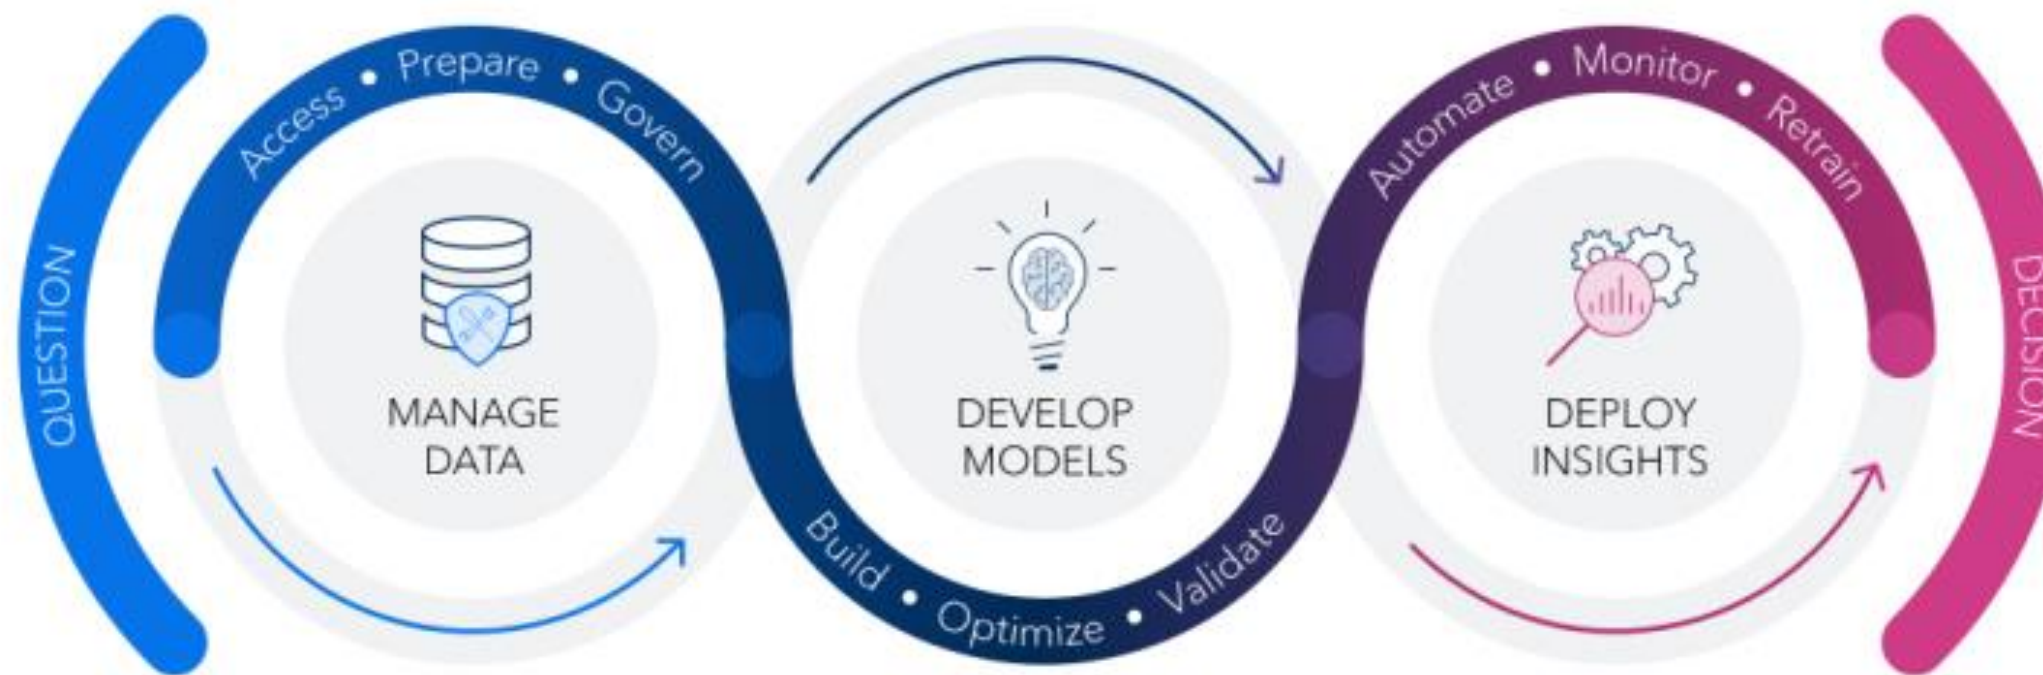 QUESTION
Access • Prepare • Govern
MANAGE
DATA
DEVELOP
MODELS
Build • Optimize • Validate
Automate • Monitor • Retrain
DEPLOY
INSIGHTS
DECISION